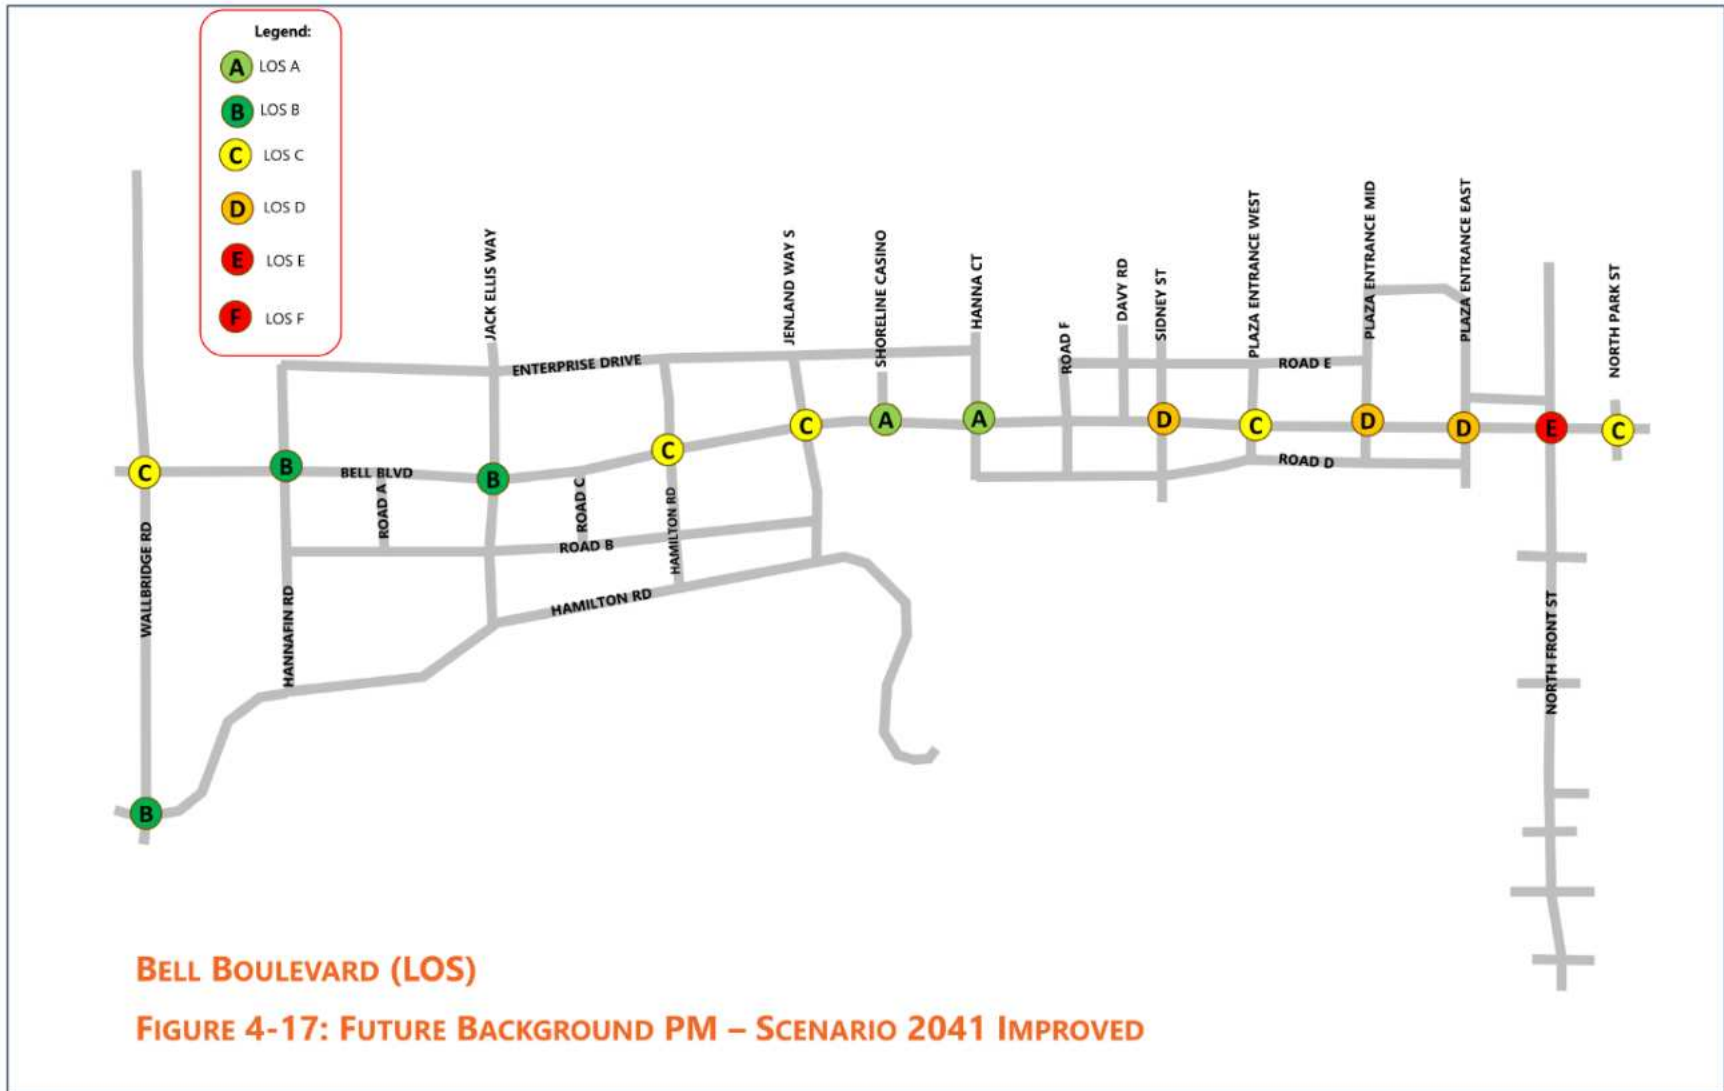 Legend:
A LOS A
B LOS B
C LOS C
D LOS D
E LOS E
F LOS F
JACK ELLIS WAY
JENLAND WAY S
SHORELINE CASINO
HANNA CT
ROAD F
DAVY RD
SIDNEY ST
PLAZA ENTRANCE WEST
PLAZA ENTRANCE MID
PLAZA ENTRANCE EAST
NORTH PARK ST
ENTERPRISE DRIVE
ROAD E
C
B
BELL BLVD
B
C
C
A
A
D
C
D
D
E
C
ROAD D
WALLBRIDGE RD
HANNAFIN RD
ROAD A
ROAD C
HAMILTON RD
ROAD B
HAMILTON RD
NORTH FRONT ST
B
BELL BOULEVARD (LOS)
FIGURE 4-17: FUTURE BACKGROUND PM – SCENARIO 2041 IMPROVED